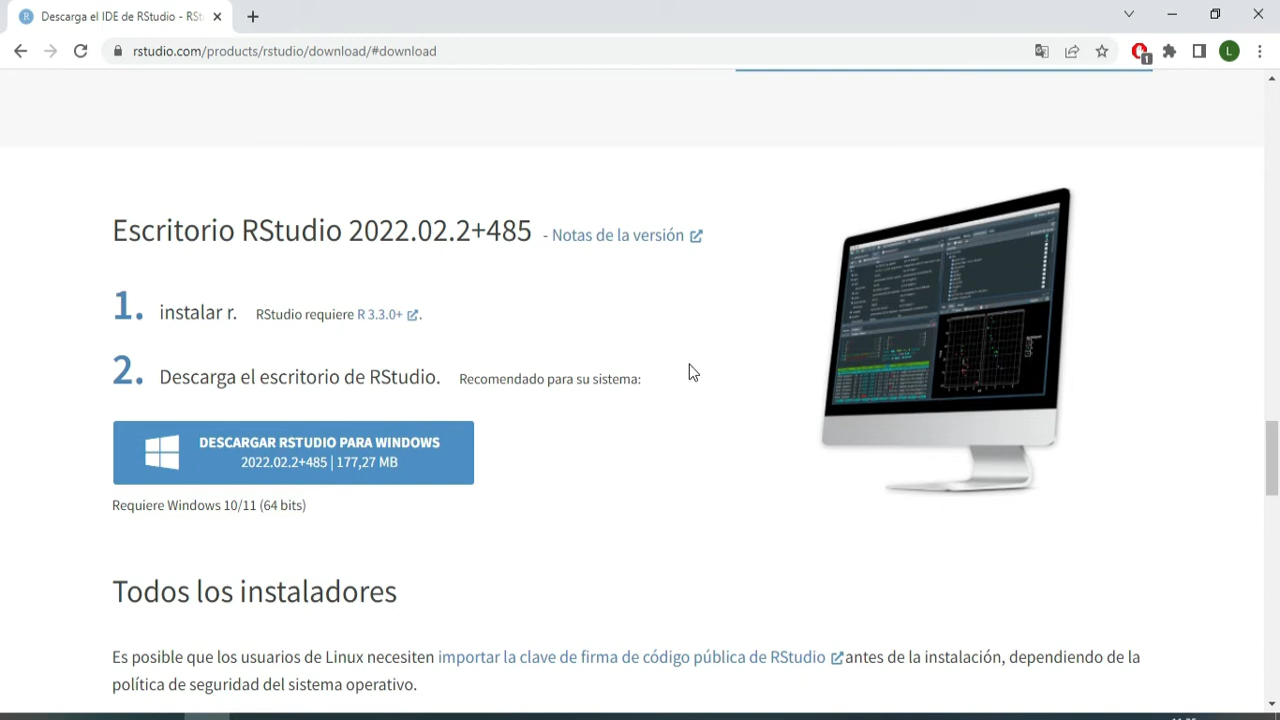 Descarga el IDE de RStudio - RSt
rstudio.com/products/rstudio/download/#download
1
L
Escritorio RStudio 2022.02.2+485 - Notas de la versión
1. instalar r. RStudio requiere R 3.3.0+.
2. Descarga el escritorio de RStudio. Recomendado para su sistema:
DESCARGAR RSTUDIO PARA WINDOWS
2022.02.2+485 | 177,27 MB
Requiere Windows 10/11 (64 bits)
Todos los instaladores
Es posible que los usuarios de Linux necesiten importar la clave de firma de código pública de RStudio antes de la instalación, dependiendo de la
política de seguridad del sistema operativo.